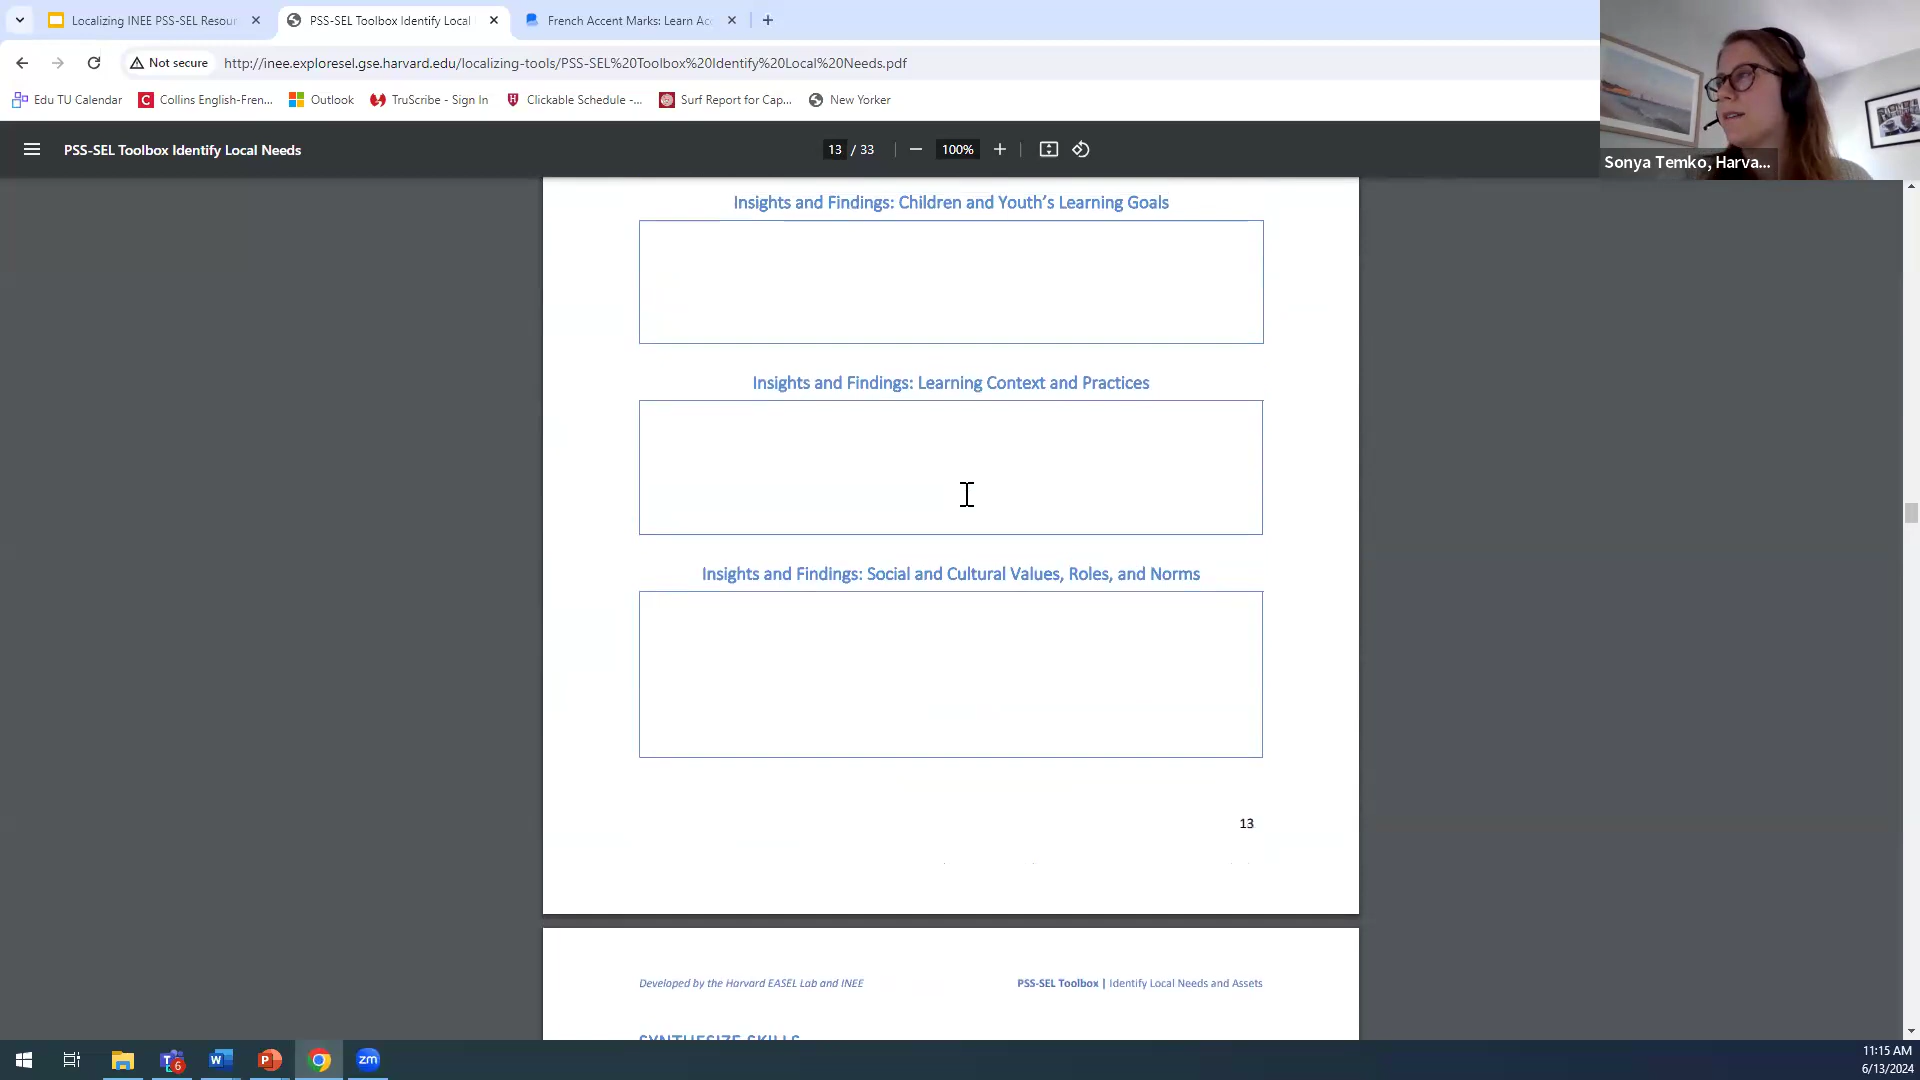 Localizing INEE PSS-SEL Resour
PSS-SEL Toolbox Identify Local
French Accent Marks: Learn Ac
Not secure
http://inee.exploresel.gse.harvard.edu/localizing-tools/PSS-SEL%20Toolbox%20Identify%20Local%20Needs.pdf
Edu TU Calendar
Collins English-Fren...
Outlook
TruScribe - Sign In
Clickable Schedule -...
Surf Report for Cap...
New Yorker
PSS-SEL Toolbox Identify Local Needs
13 / 33
100%
Sonya Temko, Harva...
Insights and Findings: Children and Youth's Learning Goals
Insights and Findings: Learning Context and Practices
Insights and Findings: Social and Cultural Values, Roles, and Norms
13
Developed by the Harvard EASEL Lab and INEE
PSS-SEL Toolbox | Identify Local Needs and Assets
SYNTHESIZE SKILLS
6
zm
11:15 AM
6/13/2024